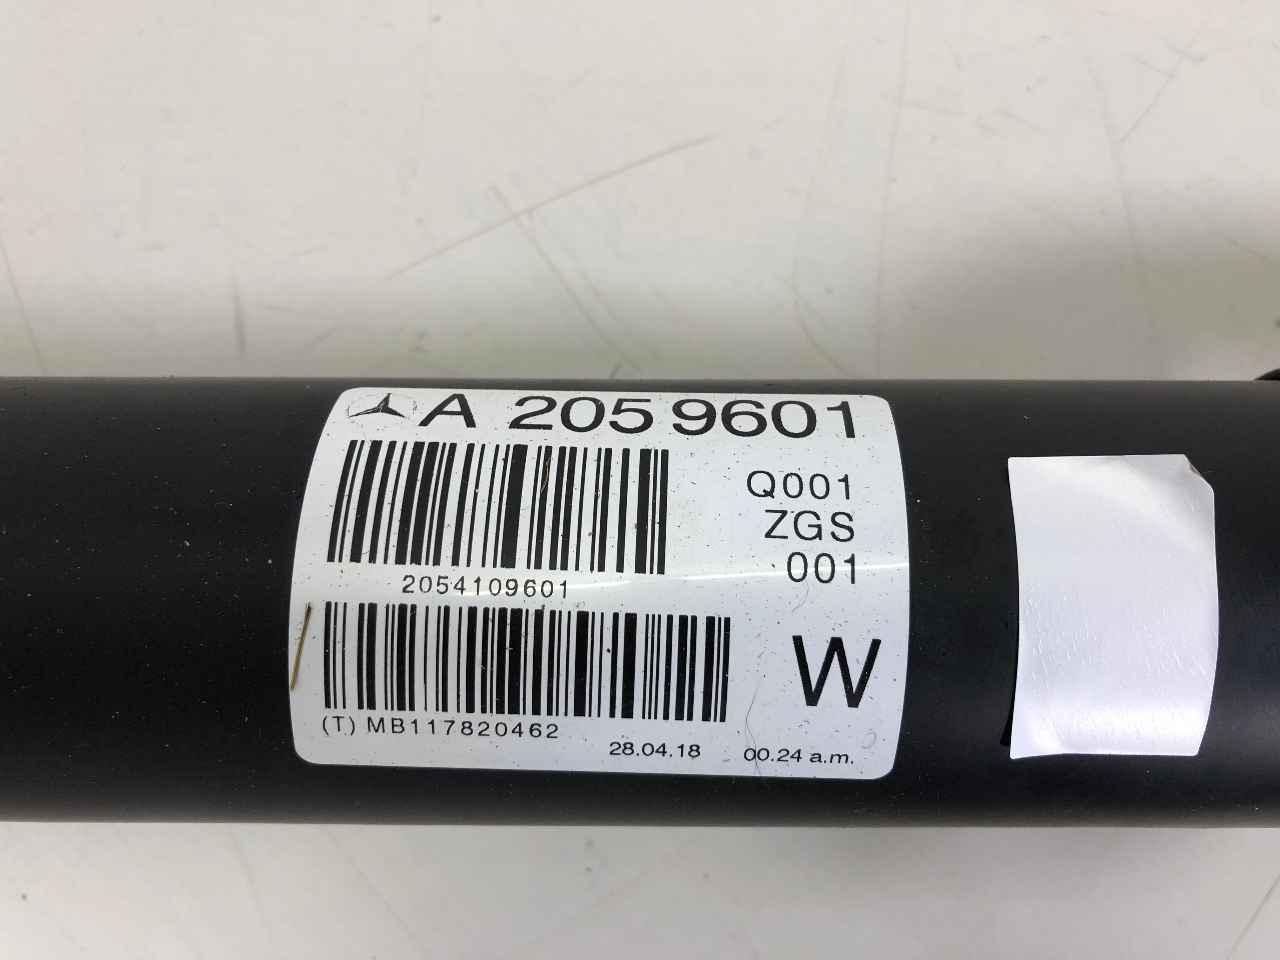 A 205 9601
Q001
ZGS
001
2054109601
W
(T) MB117820462
28.04.18 00.24 a.m.